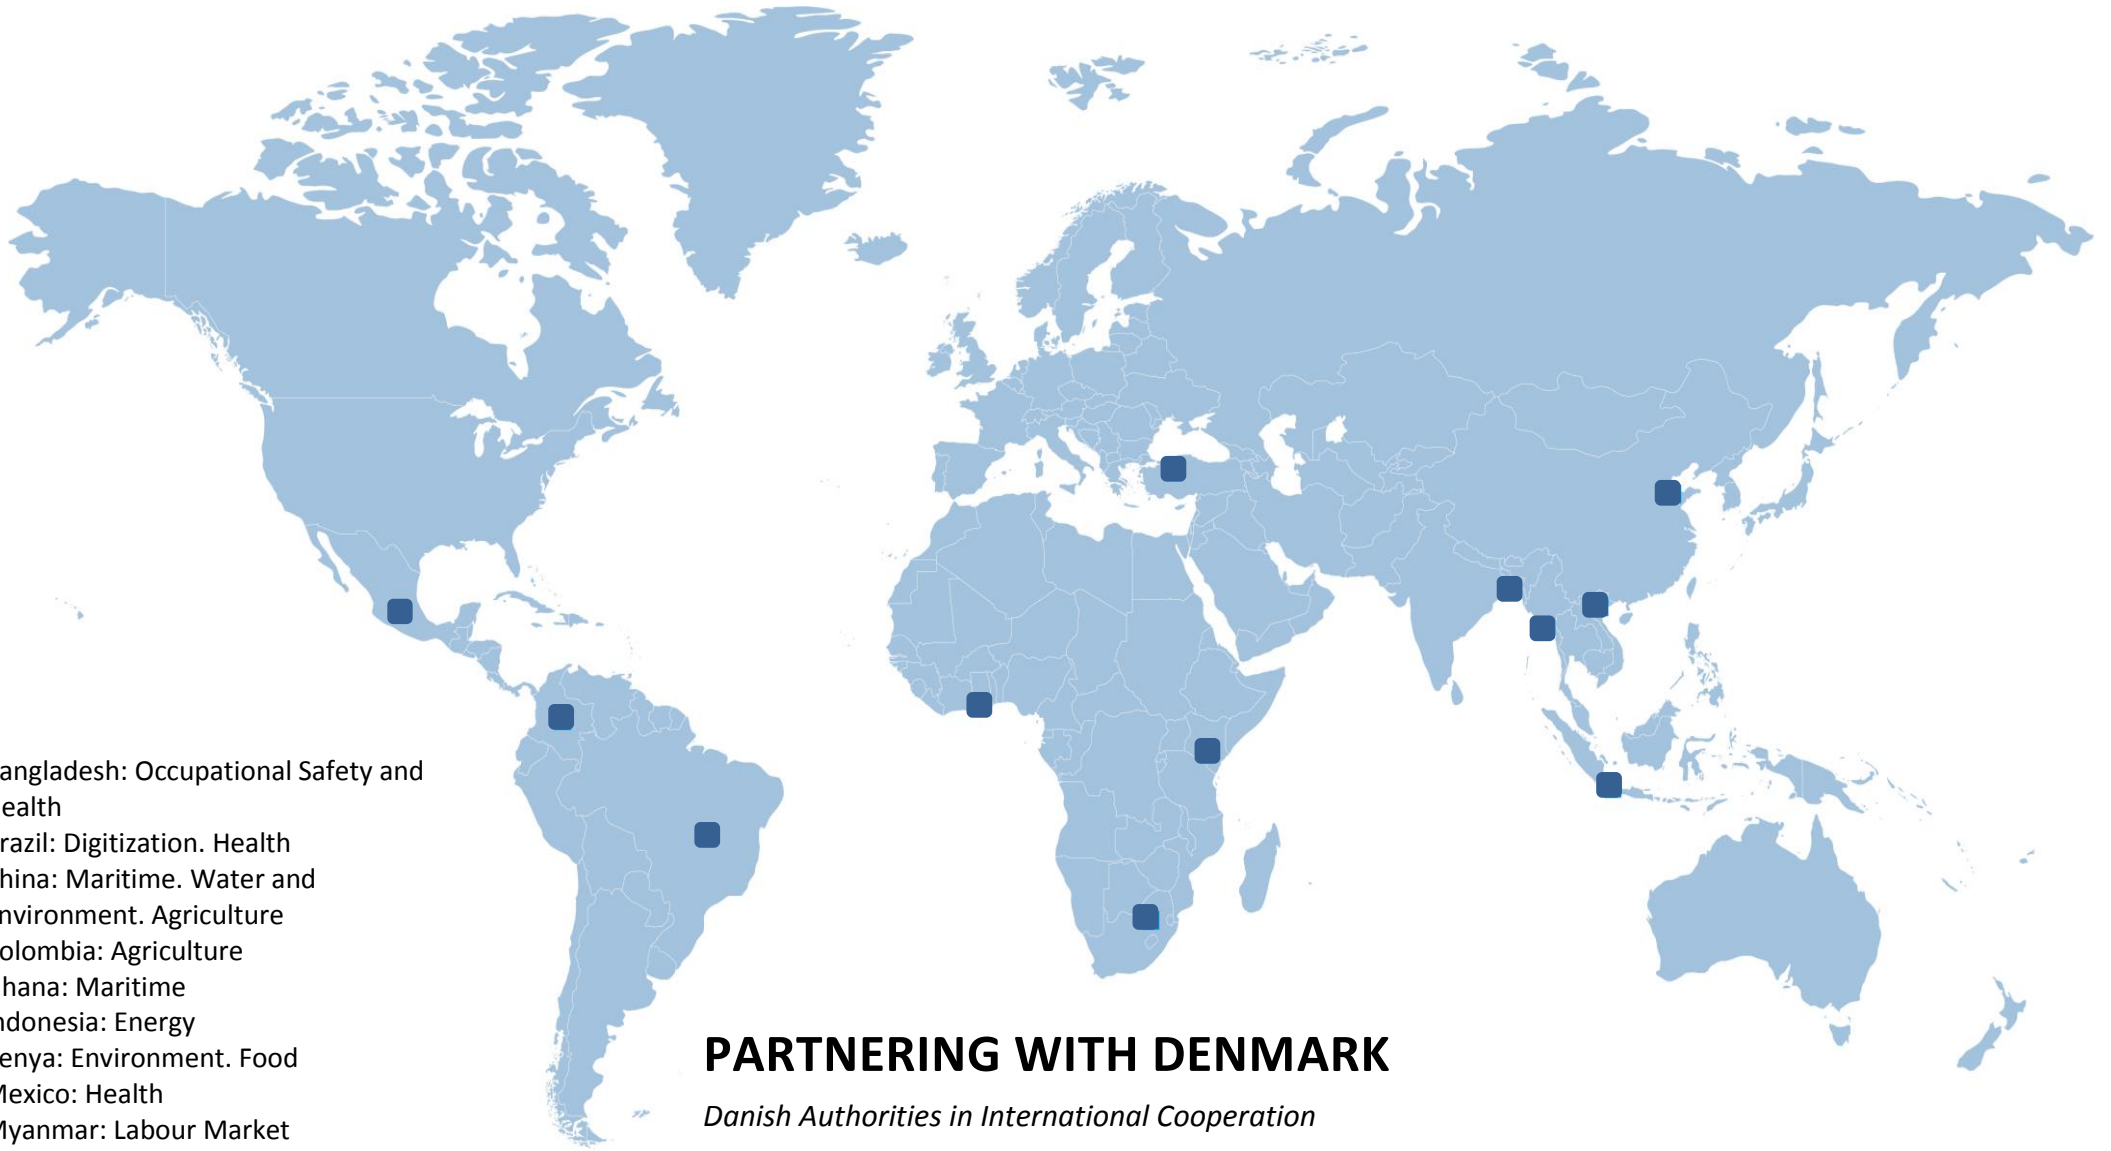 angladesh: Occupational Safety and
ealth
razil: Digitization. Health
hina: Maritime. Water and
nvironment. Agriculture
olombia: Agriculture
hana: Maritime
ndonesia: Energy
enya: Environment. Food
Mexico: Health
Myanmar: Labour Market
PARTNERING WITH DENMARK
Danish Authorities in International Cooperation